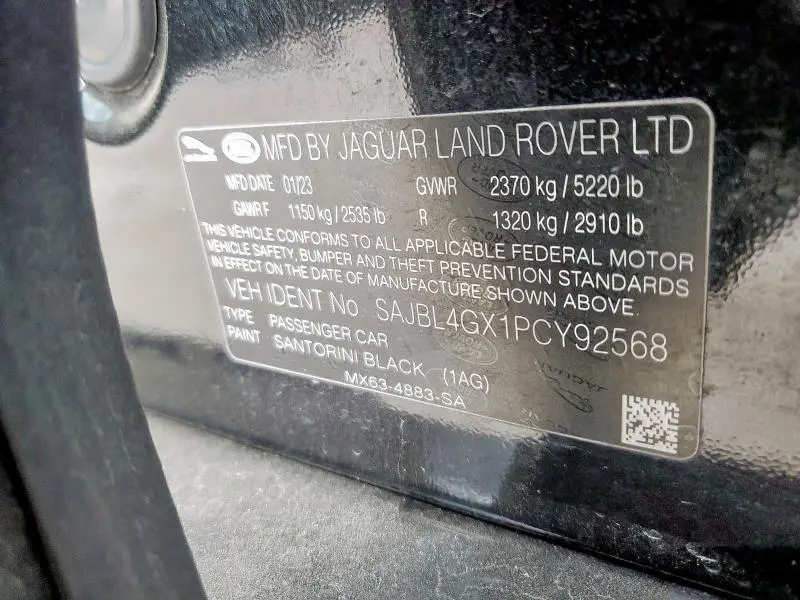 MFD BY JAGUAR LAND ROVER LTD
MFD DATE 01/23 GVWR 2370 kg / 5220 lb
GAWR F 1150 kg / 2535 lb R 1320 kg / 2910 lb
THIS VEHICLE CONFORMS TO ALL APPLICABLE FEDERAL MOTOR
VEHICLE SAFETY, BUMPER AND THEFT PREVENTION STANDARDS
IN EFFECT ON THE DATE OF MANUFACTURE SHOWN ABOVE.
VEH IDENT No. SAJBL4GX1PCY92568
TYPE PASSENGER CAR
PAINT SANTORINI BLACK (1AG)
MX63-4883-SA
JAGUAR